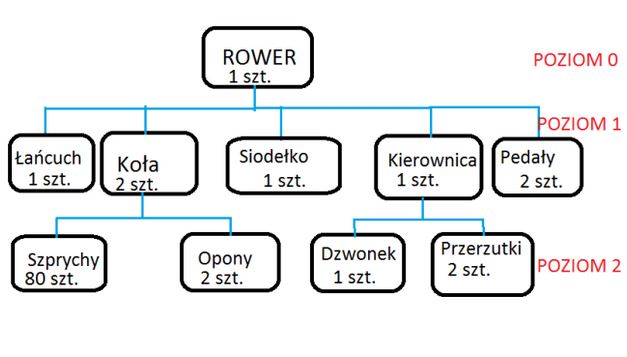 ROWER
1 szt.
POZIOM 0
POZIOM 1
Łańcuch
1 szt.
Koła
2 szt.
Siodełko
1 szt.
Kierownica
1 szt.
Pedały
2 szt.
Szprychy
80 szt.
Opony
2 szt.
Dzwonek
1 szt.
Przerzutki
2 szt.
POZIOM 2